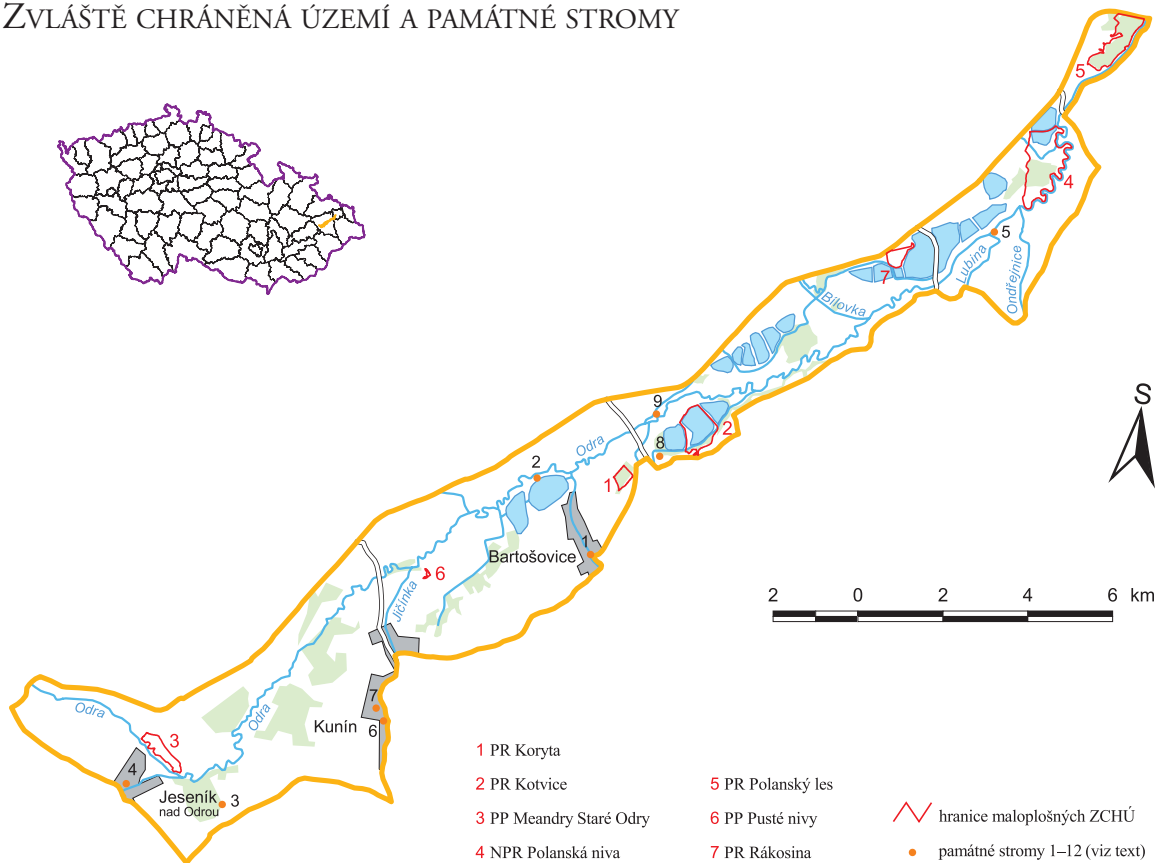 ZVLÁŠTĚ CHRÁNĚNÁ ÚZEMÍ A PAMÁTNÉ STROMY
5
4
5
Lubina
Ondřejnice
7
Bílovka
S
9
2
8
Odra
2
1
1
Bartošovice
6
Jičínka
2 0 2 4 6 km
7
Kunín
6
Odra
Odra
3
4
Jeseník
nad Odrou
3
1 PR Koryta
2 PR Kotvice
3 PP Meandry Staré Odry
4 NPR Polanská niva
5 PR Polanský les
6 PP Pusté nivy
7 PR Rákosina
hranice maloplošných ZCHÚ
památné stromy 1–12 (viz text)